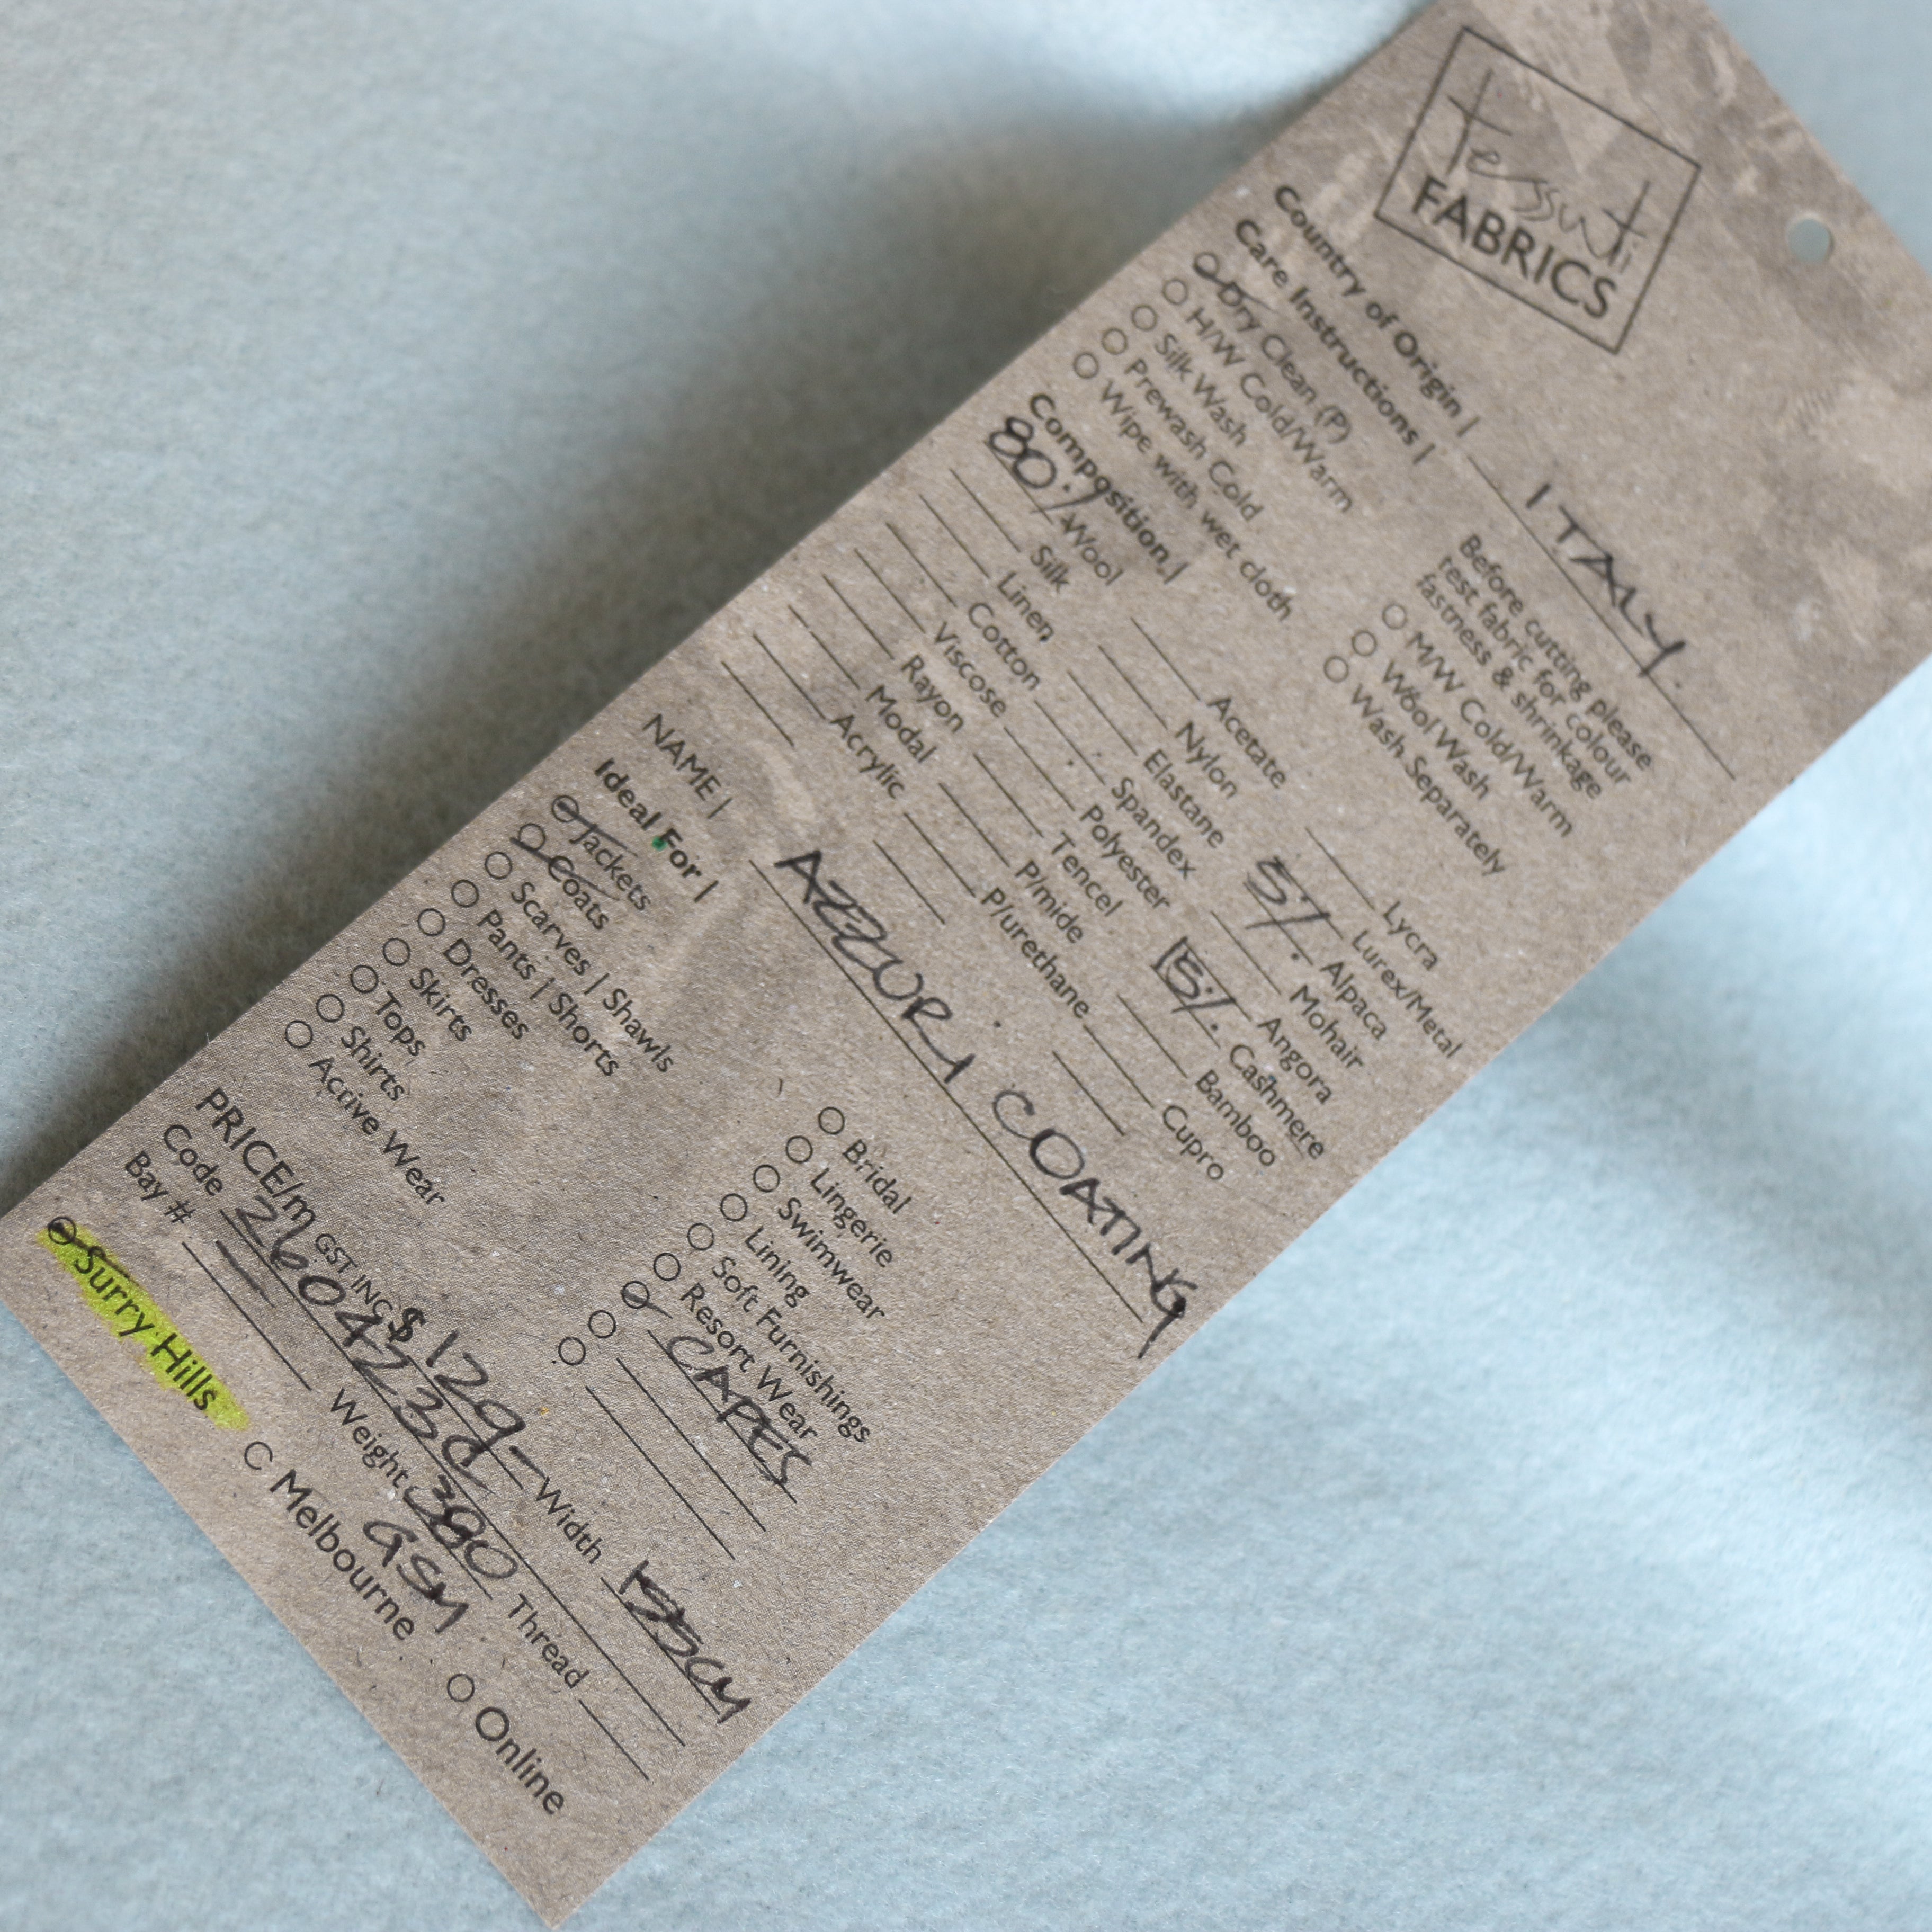 Tessuti
FABRICS
Country of Origin | ITALY
Care Instructions |
Before cutting please
test fabric for colour
fastness & shrinkage
Dry Clean (P)
H/W Cold/Warm
Silk Wash
Prewash Cold
Wipe with wet cloth
M/W Cold/Warm
Wool Wash
Wash Separately
Composition |
80% Wool
Silk
Linen
Cotton
Viscose
Rayon
Modal
Acrylic
Acetate
Nylon
Elastane
Spandex
Polyester
Tencel
P/mide
P/urethane
Lycra
Lurex/Metal
5% Alpaca
Mohair
Angora
15% Cashmere
Bamboo
Cupro
NAME | AZZURI COATING
Ideal For |
Jackets
Coats
Scarves | Shawls
Pants | Shorts
Dresses
Skirts
Tops
Shirts
Active Wear
Bridal
Lingerie
Swimwear
Lining
Soft Furnishings
Resort Wear
CAPES
PRICE/m GST INC $ 129- Width 155cm
Code 260423C
Bay # Weight GSM Thread
Surry Hills Melbourne Online